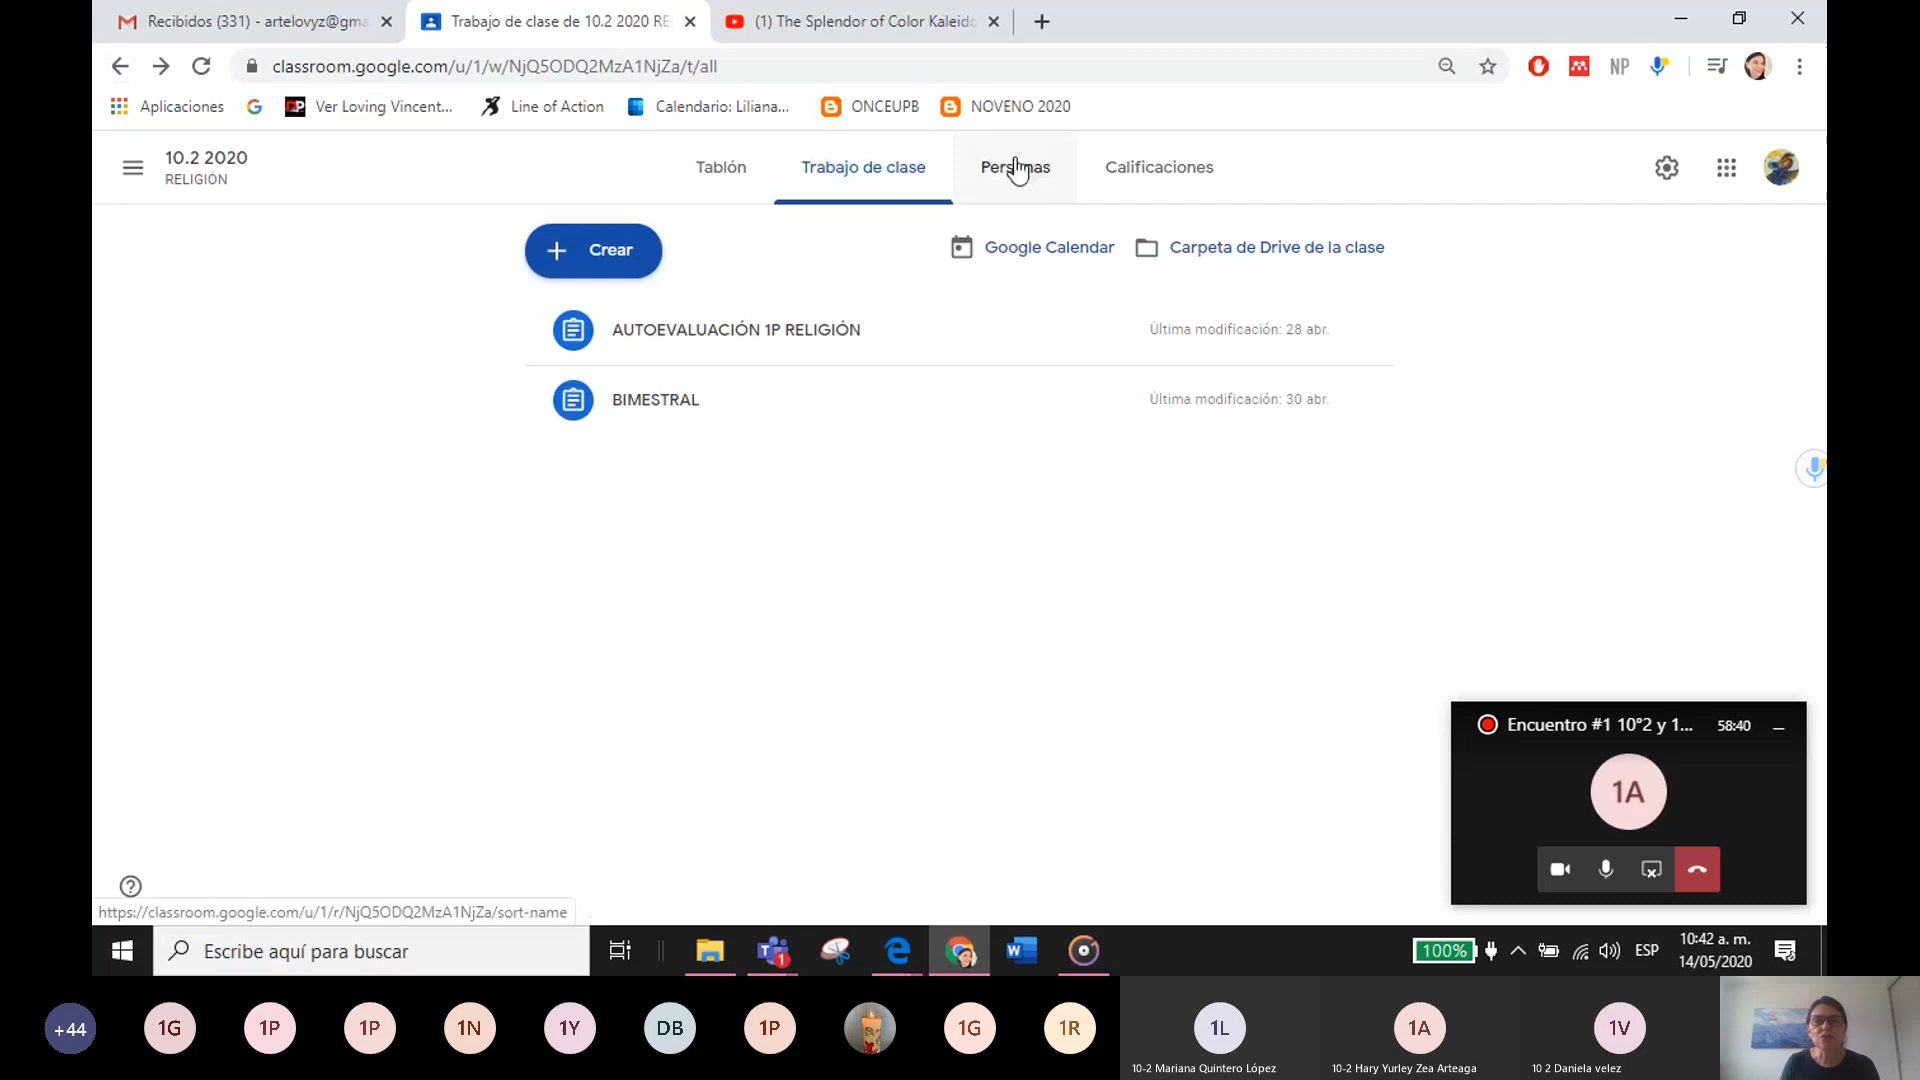 Recibidos (331) - artelovyz@gma
Trabajo de clase de 10.2 2020 RE
(1) The Splendor of Color Kaleido
classroom.google.com/u/1/w/NjQ5ODQ2MzA1NjZa/t/all
NP
Aplicaciones
Ver Loving Vincent...
Line of Action
Calendario: Liliana...
ONCEUPB
NOVENO 2020
10.2 2020
RELIGIÓN
Tablón
Trabajo de clase
Personas
Calificaciones
Crear
Google Calendar
Carpeta de Drive de la clase
AUTOEVALUACIÓN 1P RELIGIÓN
Última modificación: 28 abr.
BIMESTRAL
Última modificación: 30 abr.
Encuentro #1 10°2 y 1...
58:40
1A
https://classroom.google.com/u/1/r/NjQ5ODQ2MzA1NjZa/sort-name
Escribe aquí para buscar
1
100%
ESP
10:42 a. m.
14/05/2020
+44
1G
1P
1P
1N
1Y
DB
1P
1G
1R
1L
1A
1V
10-2 Mariana Quintero López
10-2 Hary Yurley Zea Arteaga
10 2 Daniela velez